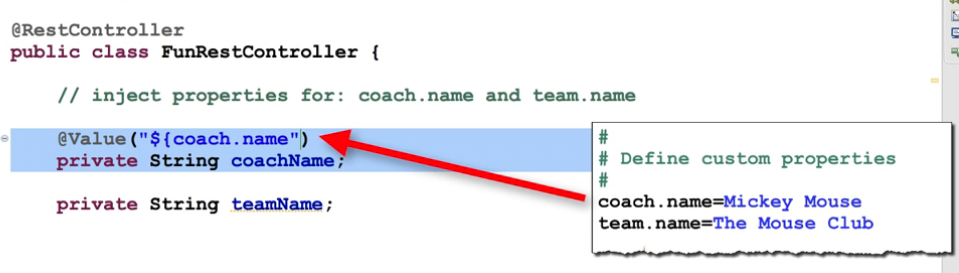 @RestController
public class FunRestController {
// inject properties for: coach.name and team.name
@Value("${coach.name")
private String coachName;
private String teamName;
#
# Define custom properties
#
coach.name=Mickey Mouse
team.name=The Mouse Club